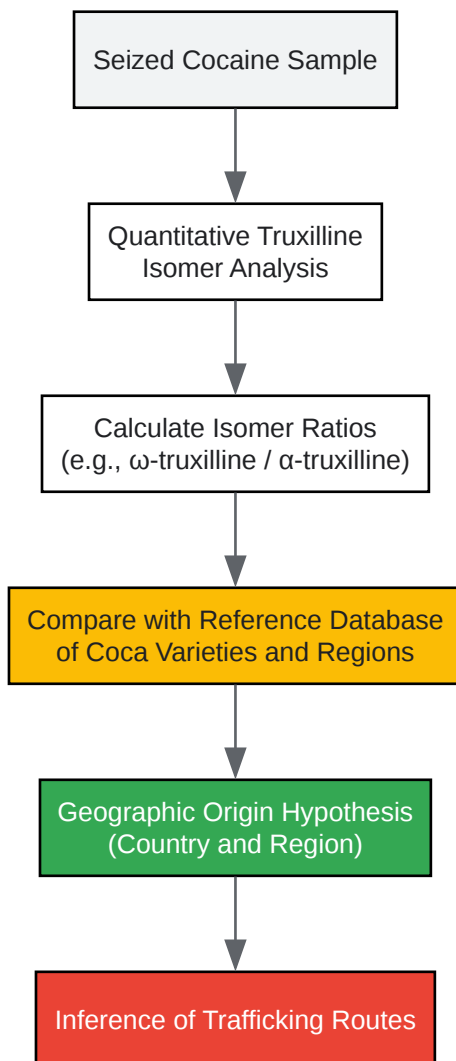 Seized Cocaine Sample
Quantitative Truxilline
Isomer Analysis
Calculate Isomer Ratios
(e.g., ω-truxilline / α-truxilline)
Compare with Reference Database
of Coca Varieties and Regions
Geographic Origin Hypothesis
(Country and Region)
Inference of Trafficking Routes